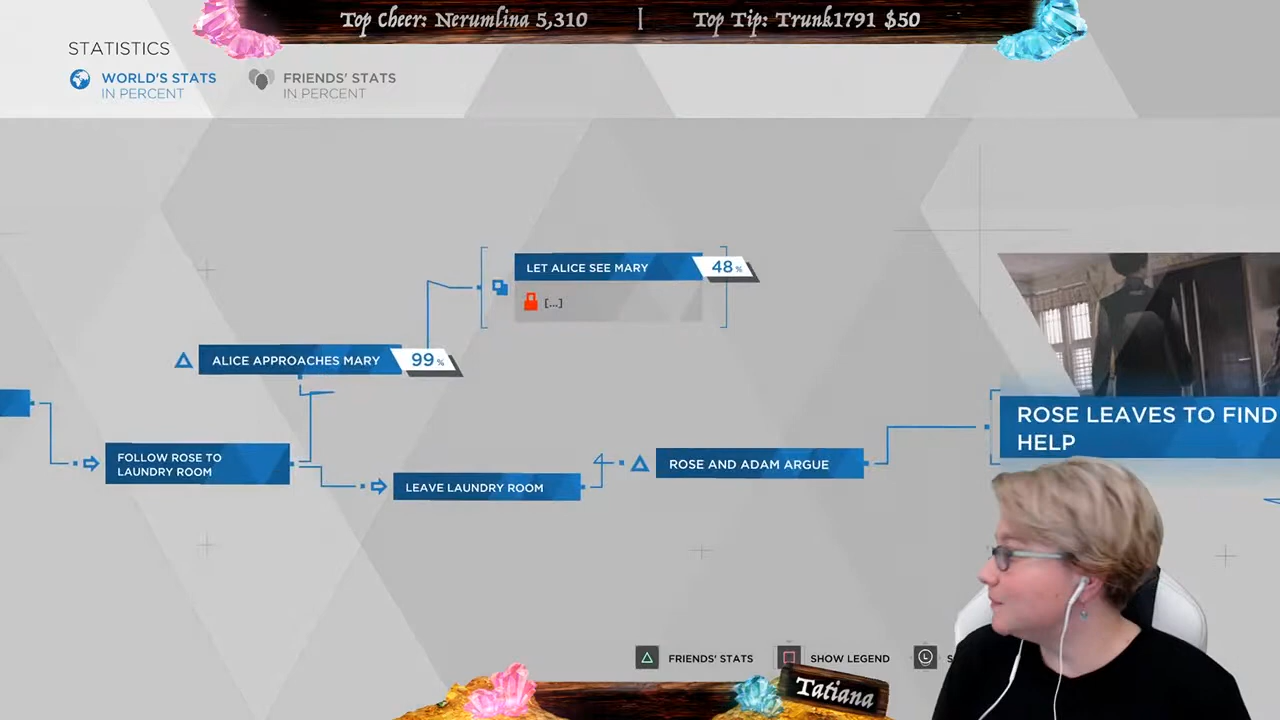 Top Cheer: Nerumlina 5,310 | Top Tip: Trunk1791 $50
STATISTICS
WORLD'S STATS
IN PERCENT
FRIENDS' STATS
IN PERCENT
LET ALICE SEE MARY 48%
[...]
ALICE APPROACHES MARY 99%
ROSE LEAVES TO FIND
HELP
FOLLOW ROSE TO
LAUNDRY ROOM
ROSE AND ADAM ARGUE
LEAVE LAUNDRY ROOM
FRIENDS' STATS
SHOW LEGEND
L S
Tatiana